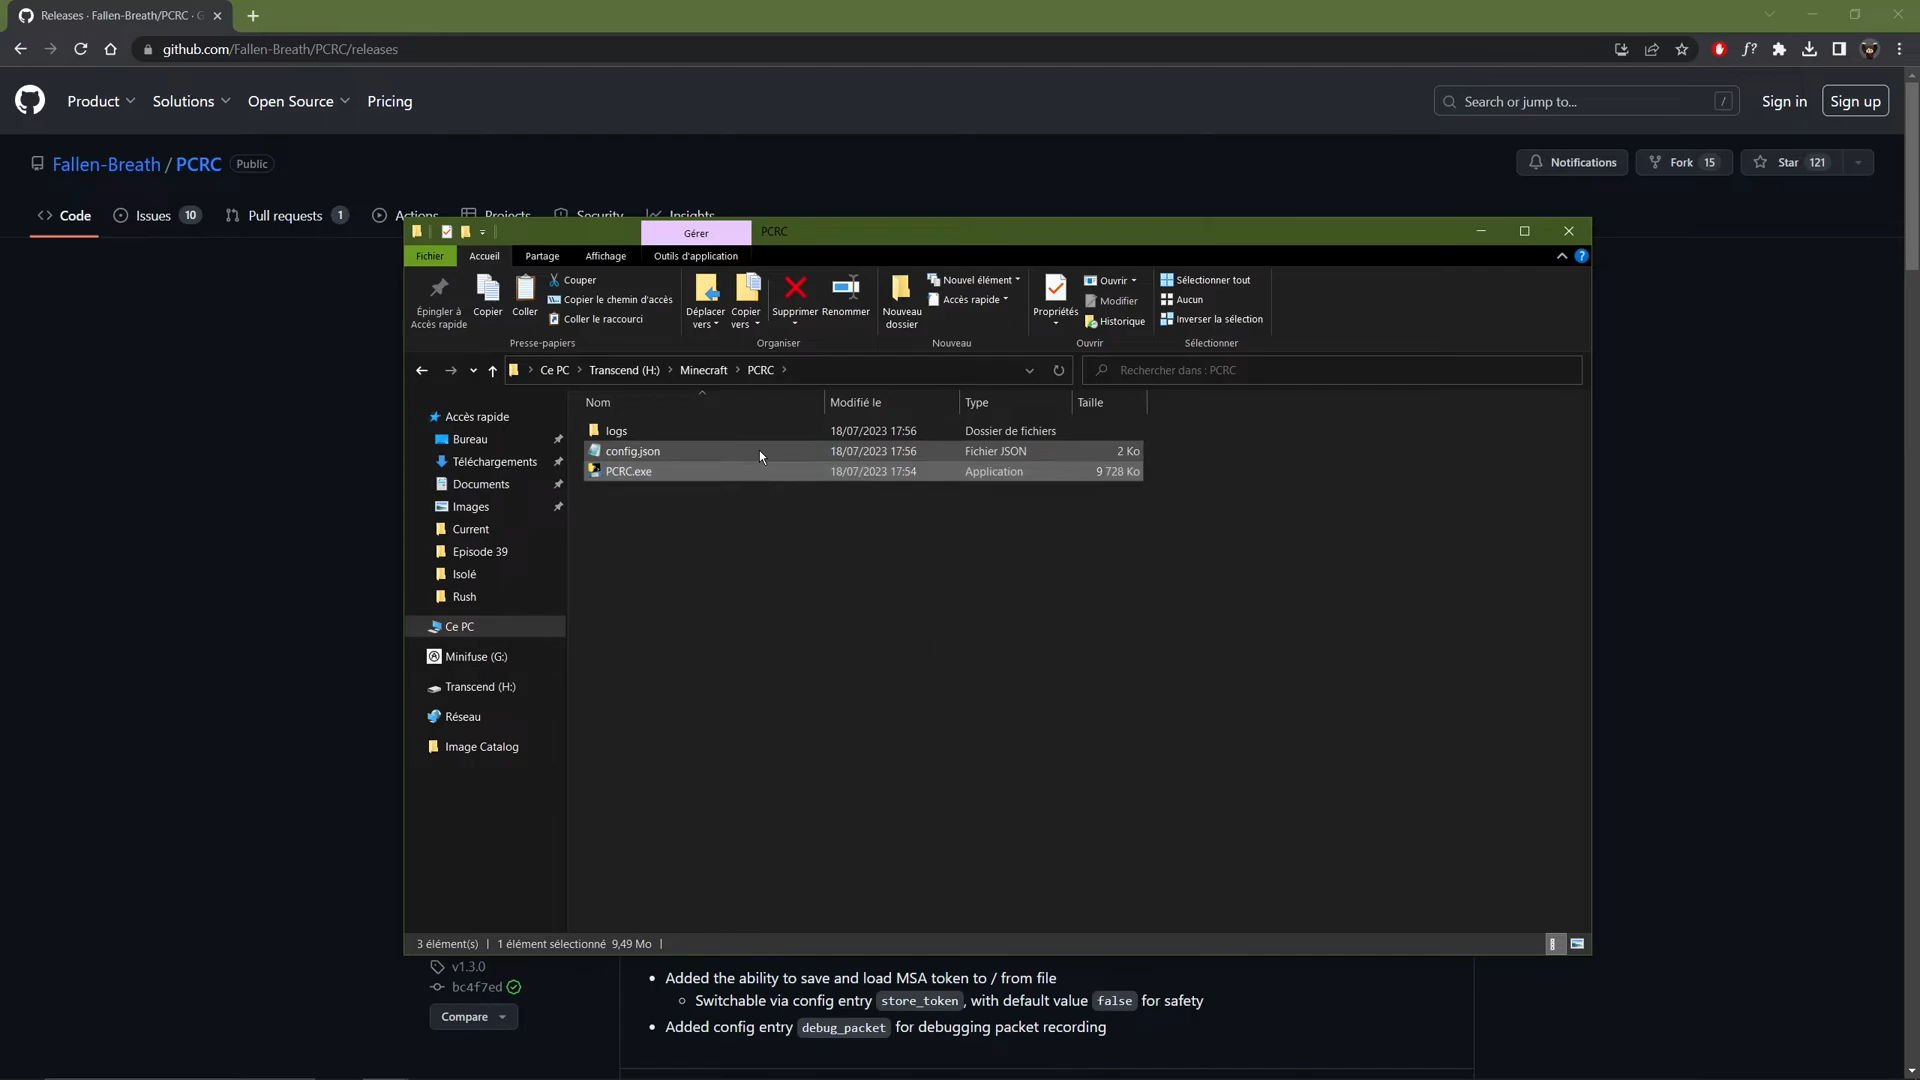 Releases · Fallen-Breath/PCRC · G
github.com/Fallen-Breath/PCRC/releases
f?
Product
Solutions
Open Source
Pricing
Search or jump to...
/
Sign in
Sign up
Fallen-Breath / PCRC
Public
Notifications
Fork 15
Star 121
Code
Issues 10
Pull requests 1
Actions
Projects
Security
Insights
Gérer
PCRC
Fichier
Accueil
Partage
Affichage
Outils d'application
Épingler à
Accès rapide
Copier
Coller
Couper
Copier le chemin d'accès
Coller le raccourci
Presse-papiers
Déplacer
vers
Copier
vers
Supprimer
Renommer
Organiser
Nouveau
dossier
Nouvel élément
Accès rapide
Nouveau
Propriétés
Ouvrir
Modifier
Historique
Ouvrir
Sélectionner tout
Aucun
Inverser la sélection
Sélectionner
Ce PC > Transcend (H:) > Minecraft > PCRC >
Rechercher dans : PCRC
Nom
Modifié le
Type
Taille
logs 18/07/2023 17:56 Dossier de fichiers
config.json 18/07/2023 17:56 Fichier JSON 2 Ko
PCRC.exe 18/07/2023 17:54 Application 9 728 Ko
Accès rapide
Bureau
Téléchargements
Documents
Images
Current
Episode 39
Isolé
Rush
Ce PC
Minifuse (G:)
Transcend (H:)
Réseau
Image Catalog
3 élément(s) | 1 élément sélectionné 9,49 Mo |
v1.3.0
bc4f7ed
Compare
• Added the ability to save and load MSA token to / from file
Switchable via config entry store_token, with default value false for safety
• Added config entry debug_packet for debugging packet recording